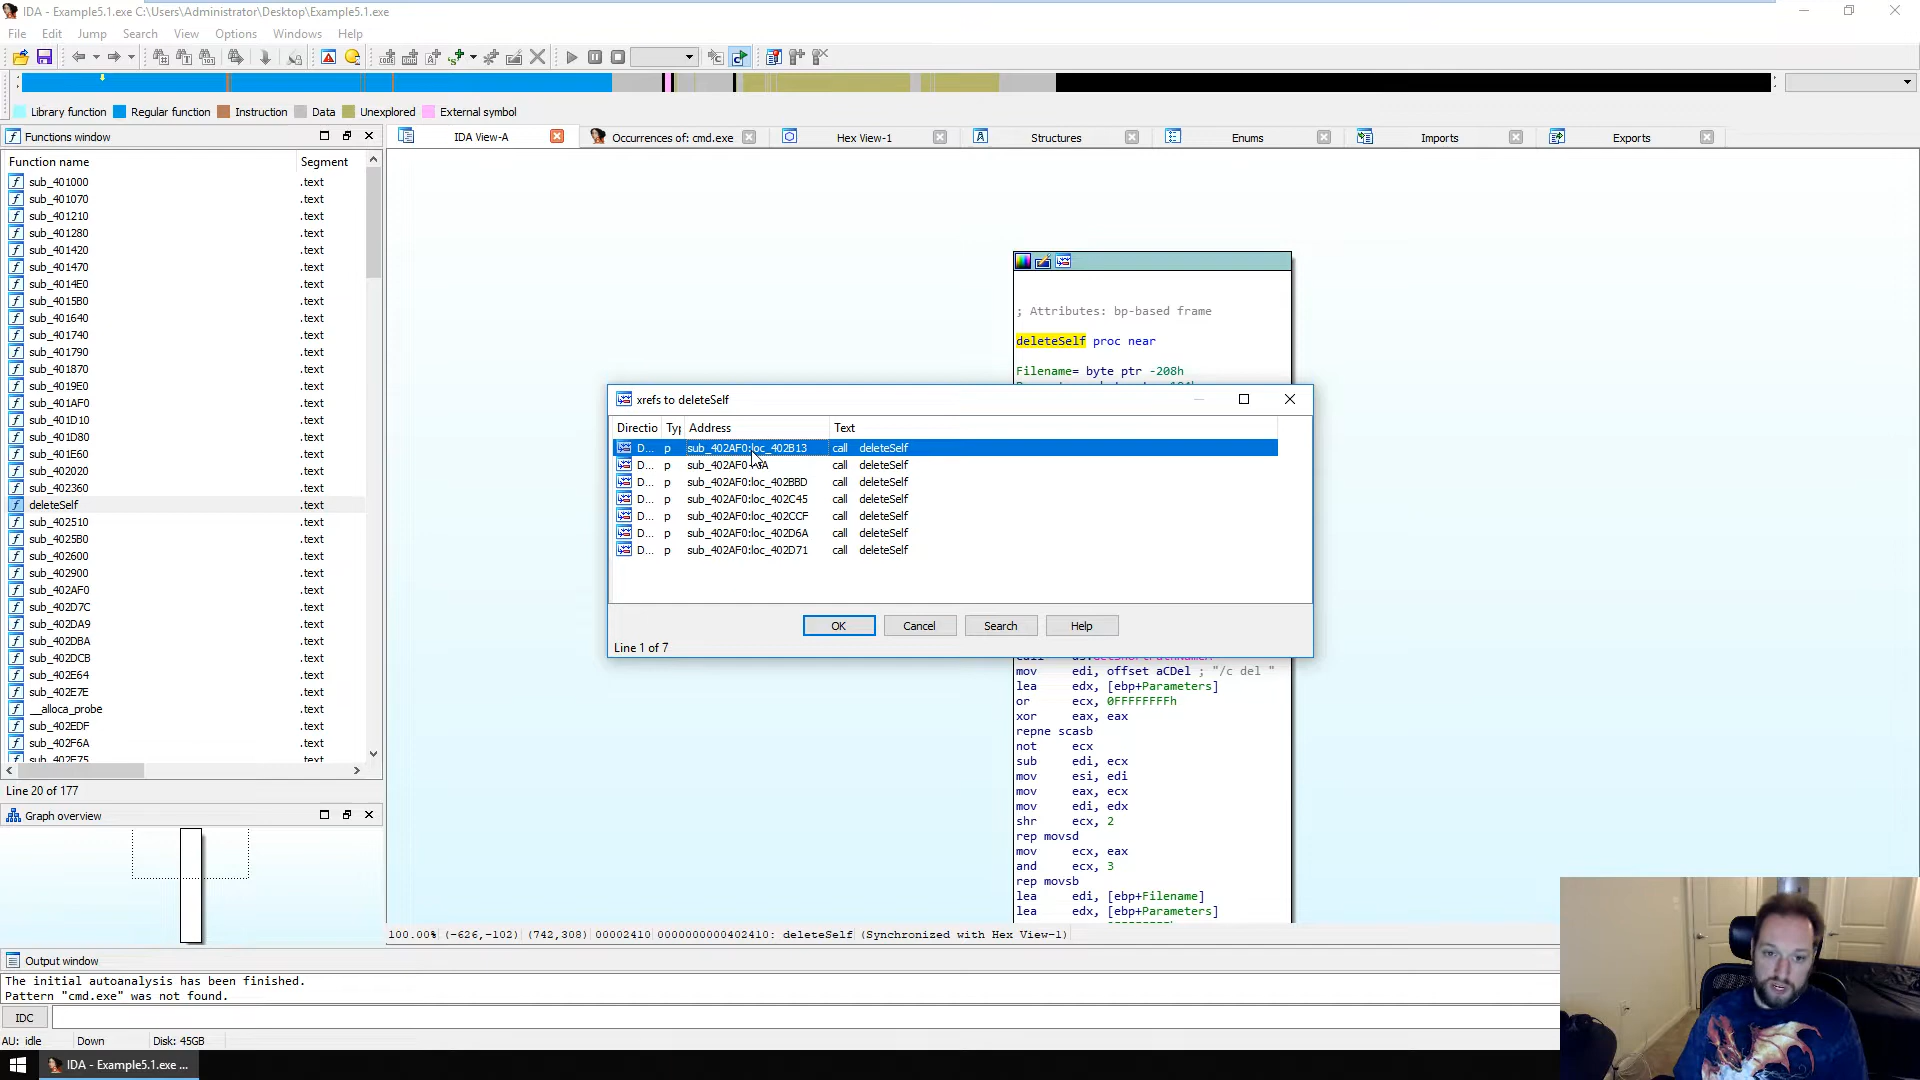 IDA - Example5.1.exe C:\Users\Administrator\Desktop\Example5.1.exe
File Edit Jump Search View Options Windows Help
Library function Regular function Instruction Data Unexplored External symbol
Functions window
IDA View-A
Occurrences of: cmd.exe
Hex View-1
Structures
Enums
Imports
Exports
Function name Segment
sub_401000 .text
sub_401070 .text
sub_401210 .text
sub_401280 .text
sub_401420 .text
sub_401470 .text
sub_4014E0 .text
sub_4015B0 .text
sub_401640 .text
sub_401740 .text
sub_401790 .text
sub_401870 .text
sub_4019E0 .text
sub_401AF0 .text
sub_401D10 .text
sub_401D80 .text
sub_401E60 .text
sub_402020 .text
sub_402360 .text
deleteSelf .text
sub_402510 .text
sub_4025B0 .text
sub_402600 .text
sub_402900 .text
sub_402AF0 .text
sub_402D7C .text
sub_402DA9 .text
sub_402DBA .text
sub_402DCB .text
sub_402E64 .text
sub_402E7E .text
__alloca_probe .text
sub_402EDF .text
sub_402F6A .text
Line 20 of 177
Graph overview
; Attributes: bp-based frame
deleteSelf proc near
Filename= byte ptr -208h
xrefs to deleteSelf
Directio Typ Address Text
D... p sub_402AF0:loc_402B13 call deleteSelf
D... p call deleteSelf
D... p sub_402AF0:loc_402BBD call deleteSelf
D... p sub_402AF0:loc_402C45 call deleteSelf
D... p sub_402AF0:loc_402CCF call deleteSelf
D... p sub_402AF0:loc_402D6A call deleteSelf
D... p sub_402AF0:loc_402D71 call deleteSelf
OK Cancel Search Help
Line 1 of 7
mov edi, offset aCDel ; "/c del "
lea edx, [ebp+Parameters]
or ecx, 0FFFFFFFFh
xor eax, eax
repne scasb
not ecx
sub edi, ecx
mov esi, edi
mov eax, ecx
mov edi, edx
shr ecx, 2
rep movsd
mov ecx, eax
and ecx, 3
rep movsb
lea edi, [ebp+Filename]
lea edx, [ebp+Parameters]
100.00% (-626,-102) (742,308) 00002410 0000000000402410: deleteSelf (Synchronized with Hex View-1)
Output window
The initial autoanalysis has been finished.
Pattern "cmd.exe" was not found.
IDC
AU: idle Down Disk: 45GB
IDA - Example5.1.exe ...